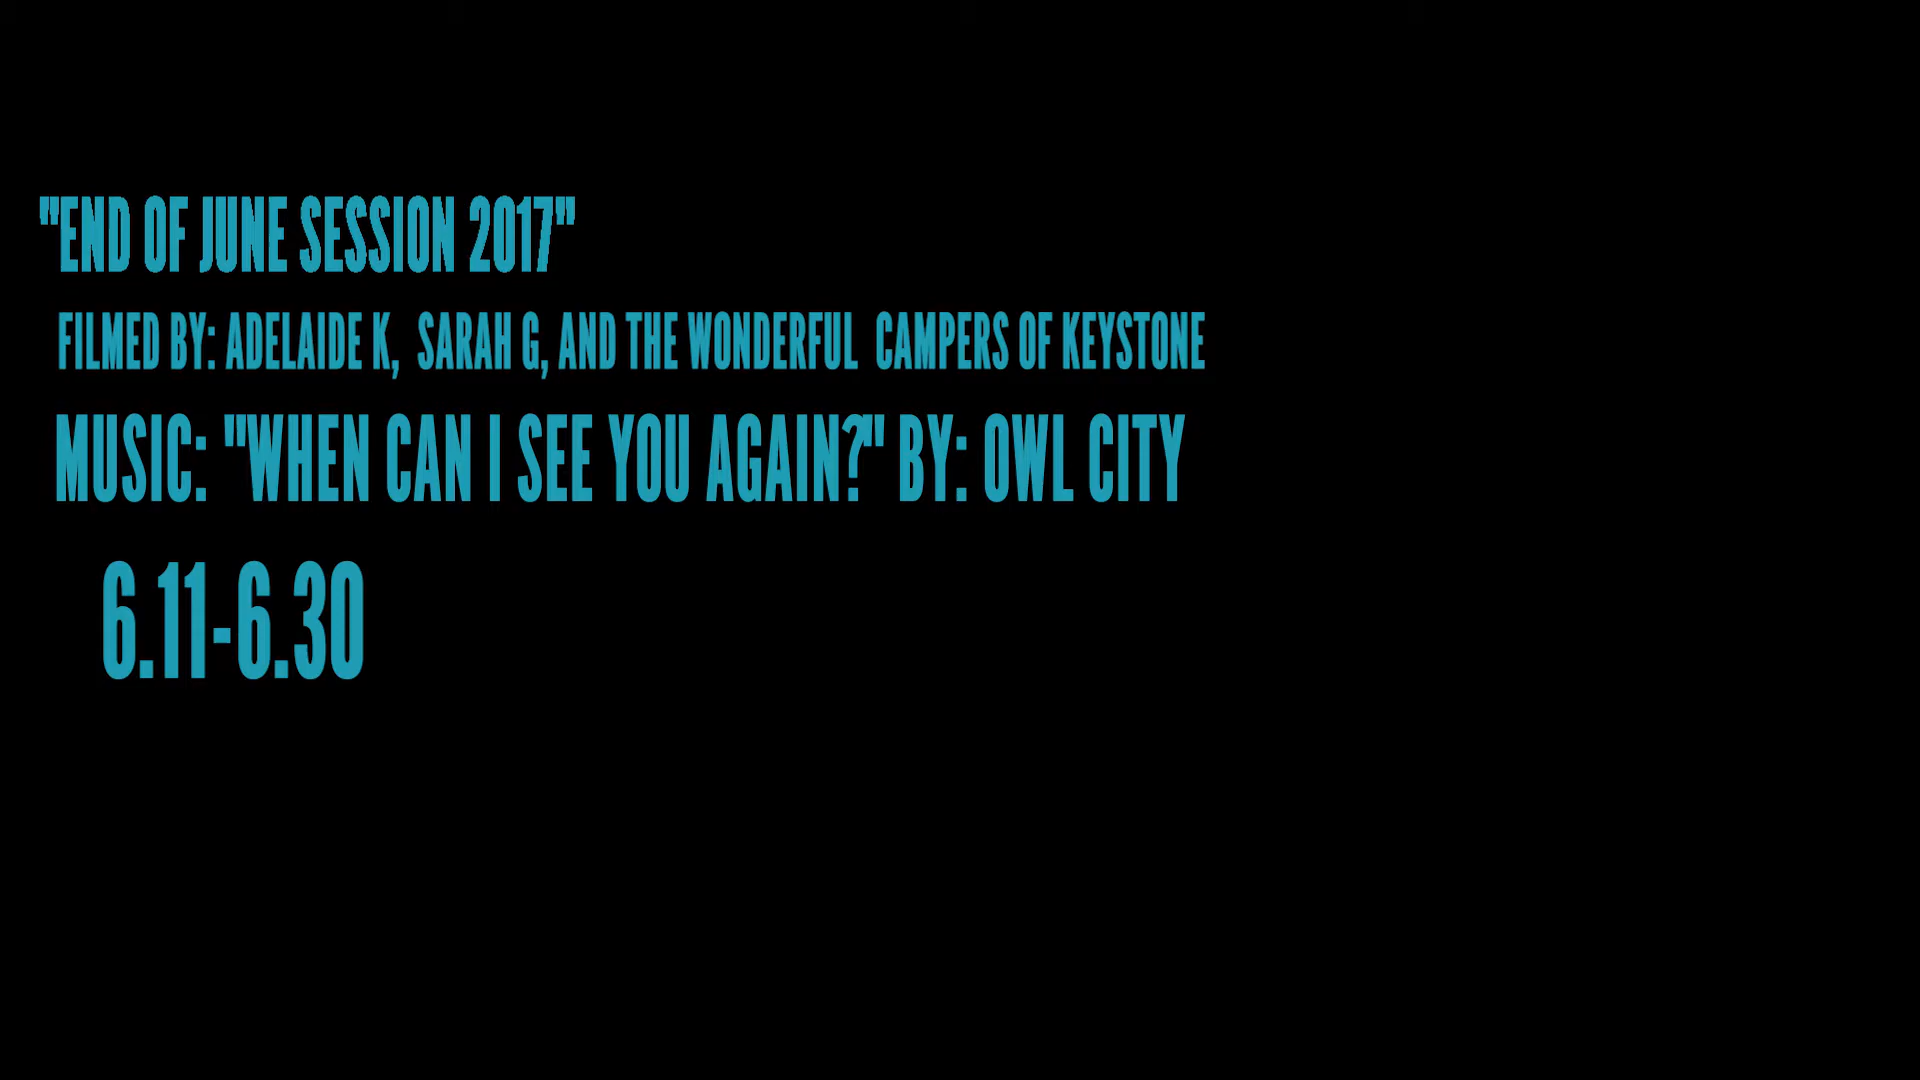 "END OF JUNE SESSION 2017"
FILMED BY: ADELAIDE K, SARAH G, AND THE WONDERFUL CAMPERS OF KEYSTONE
MUSIC: "WHEN CAN I SEE YOU AGAIN?" BY: OWL CITY
6.11-6.30